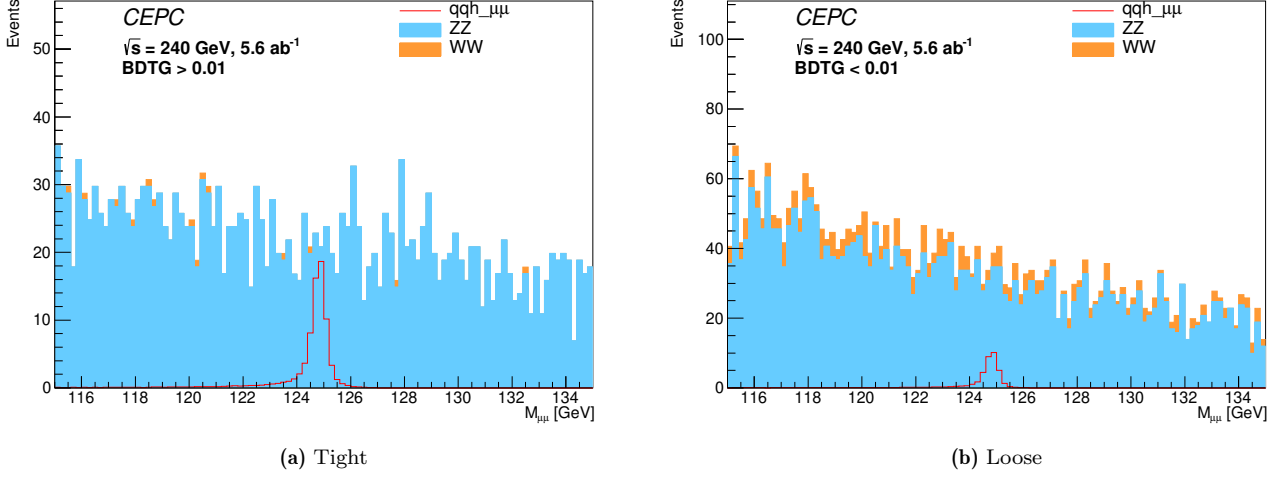 Events
CEPC
√s = 240 GeV, 5.6 ab⁻¹
BDTG > 0.01
qqh_μμ
ZZ
WW
50
40
30
20
10
0
116 118 120 122 124 126 128 130 132 134
M_μμ [GeV]
(a) Tight
Events
CEPC
√s = 240 GeV, 5.6 ab⁻¹
BDTG < 0.01
qqh_μμ
ZZ
WW
100
80
60
40
20
0
116 118 120 122 124 126 128 130 132 134
M_μμ [GeV]
(b) Loose